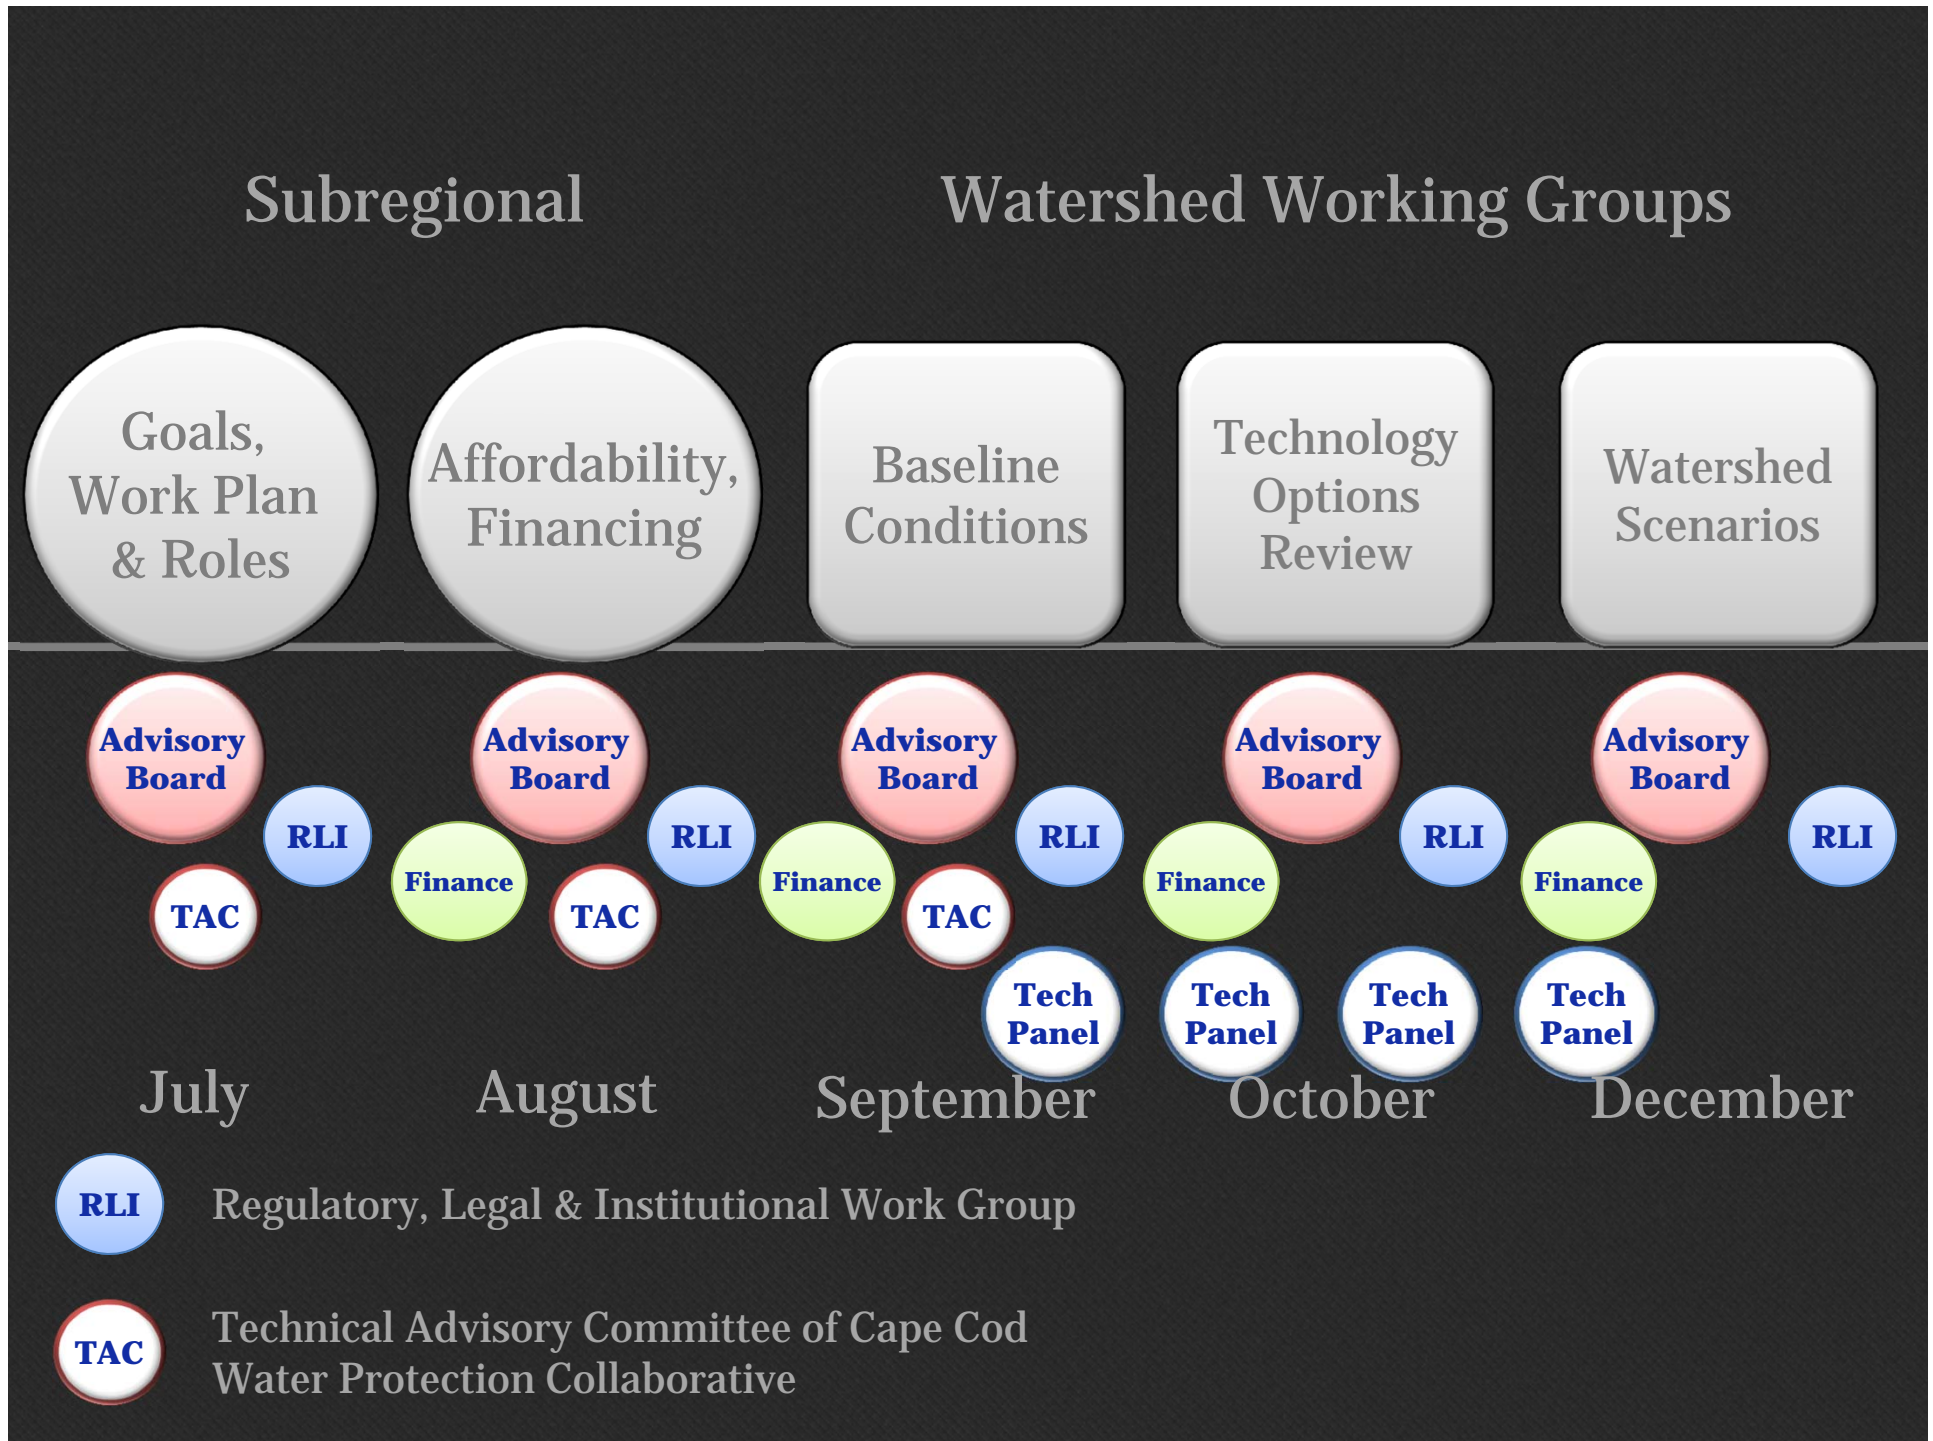 Subregional
Watershed Working Groups
Goals,
Work Plan
& Roles
Affordability,
Financing
Baseline
Conditions
Technology
Options
Review
Watershed
Scenarios
Advisory
Board
RLI
TAC
Advisory
Board
RLI
Finance
TAC
Advisory
Board
RLI
Finance
TAC
Tech
Panel
Advisory
Board
RLI
Finance
Tech
Panel
Tech
Panel
Advisory
Board
RLI
Finance
Tech
Panel
July
August
September
October
December
RLI
Regulatory, Legal & Institutional Work Group
TAC
Technical Advisory Committee of Cape Cod
Water Protection Collaborative